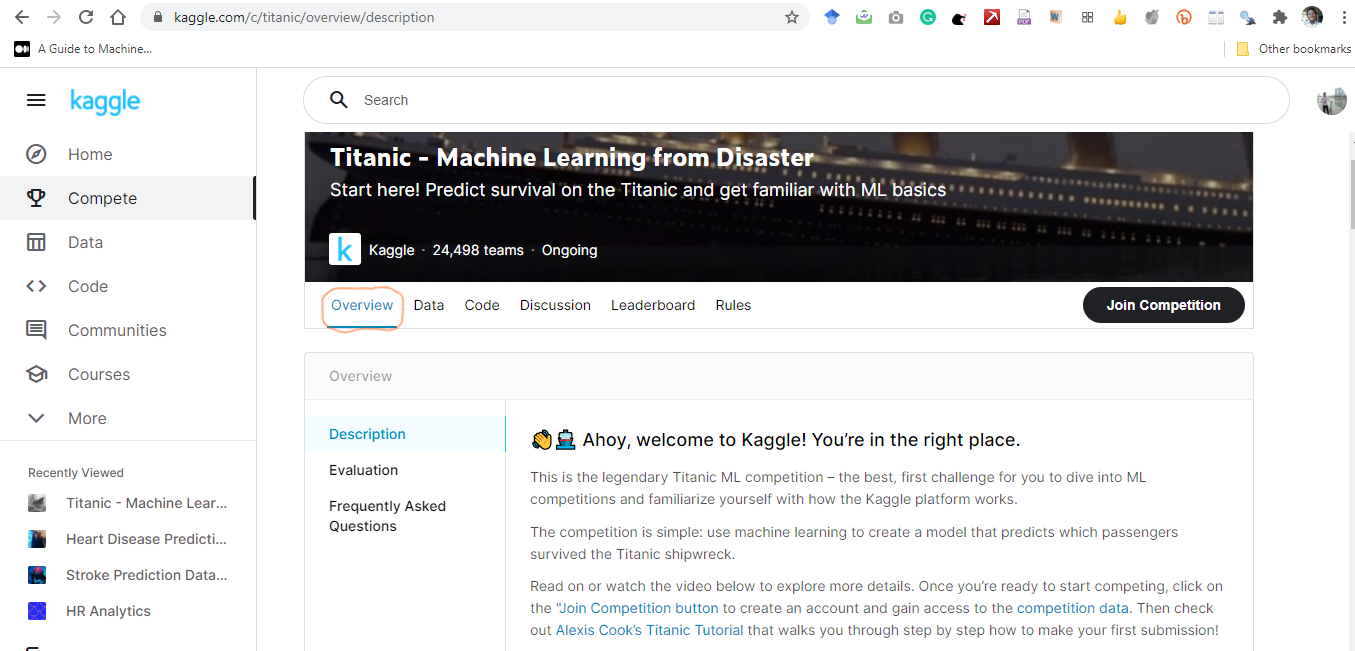 kaggle.com/c/titanic/overview/description
A Guide to Machine...
Other bookmarks
kaggle
Search
Home
Compete
Data
Code
Communities
Courses
More
Recently Viewed
Titanic - Machine Lear...
Heart Disease Predicti...
Stroke Prediction Data...
HR Analytics
Titanic - Machine Learning from Disaster
Start here! Predict survival on the Titanic and get familiar with ML basics
k
Kaggle · 24,498 teams · Ongoing
Overview Data Code Discussion Leaderboard Rules
Join Competition
Overview
Description
Evaluation
Frequently Asked
Questions
👋🚢 Ahoy, welcome to Kaggle! You’re in the right place.
This is the legendary Titanic ML competition – the best, first challenge for you to dive into ML
competitions and familiarize yourself with how the Kaggle platform works.
The competition is simple: use machine learning to create a model that predicts which passengers
survived the Titanic shipwreck.
Read on or watch the video below to explore more details. Once you’re ready to start competing, click on
the "Join Competition button to create an account and gain access to the competition data. Then check
out Alexis Cook’s Titanic Tutorial that walks you through step by step how to make your first submission!